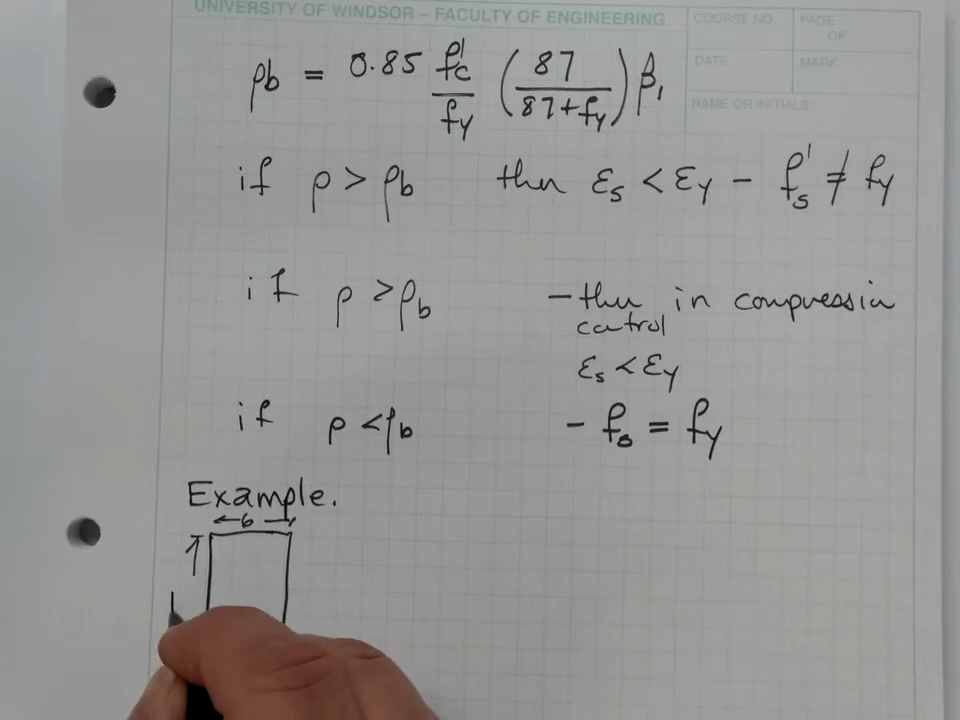 UNIVERSITY OF WINDSOR – FACULTY OF ENGINEERING
COURSE NO. PAGE OF
DATE MARK
NAME OR INITIALS
ρb = 0.85 f'c/fy (87/(87+fy)) β1
if ρ > ρb then εs < εy – f's ≠ fy
if ρ > ρb – then in compression
control
εs < εy
if ρ < ρb – fs = fy
Example.
b